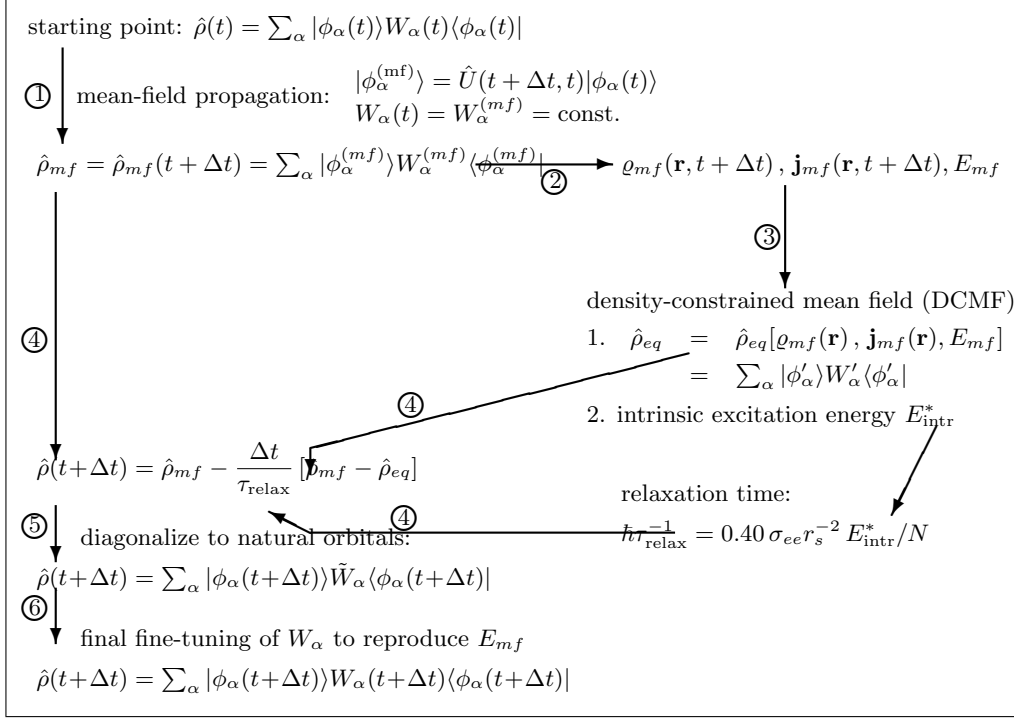 starting point: ρ̂(t) = ∑_α |φ_α(t)⟩W_α(t)⟨φ_α(t)|
① mean-field propagation: |φ_α^(mf)⟩ = Û(t + Δt, t)|φ_α(t)⟩
W_α(t) = W_α^(mf) = const.
ρ̂_mf = ρ̂_mf(t + Δt) = ∑_α |φ_α^(mf)⟩W_α^(mf)⟨φ_α^(mf)| ② ϱ_mf(r, t + Δt) , j_mf(r, t + Δt), E_mf
③
density-constrained mean field (DCMF)
④ 1. ρ̂_eq = ρ̂_eq[ϱ_mf(r) , j_mf(r), E_mf]
= ∑_α |φ′_α⟩W′_α⟨φ′_α|
④ 2. intrinsic excitation energy E*_intr
ρ̂(t+Δt) = ρ̂_mf − Δt/τ_relax [ρ̂_mf − ρ̂_eq]
relaxation time:
④ ℏτ_relax^−1 = 0.40 σ_ee r_s^−2 E*_intr/N
⑤ diagonalize to natural orbitals:
ρ̂(t+Δt) = ∑_α |φ_α(t+Δt)⟩W̃_α⟨φ_α(t+Δt)|
⑥ final fine-tuning of W_α to reproduce E_mf
ρ̂(t+Δt) = ∑_α |φ_α(t+Δt)⟩W_α(t+Δt)⟨φ_α(t+Δt)|